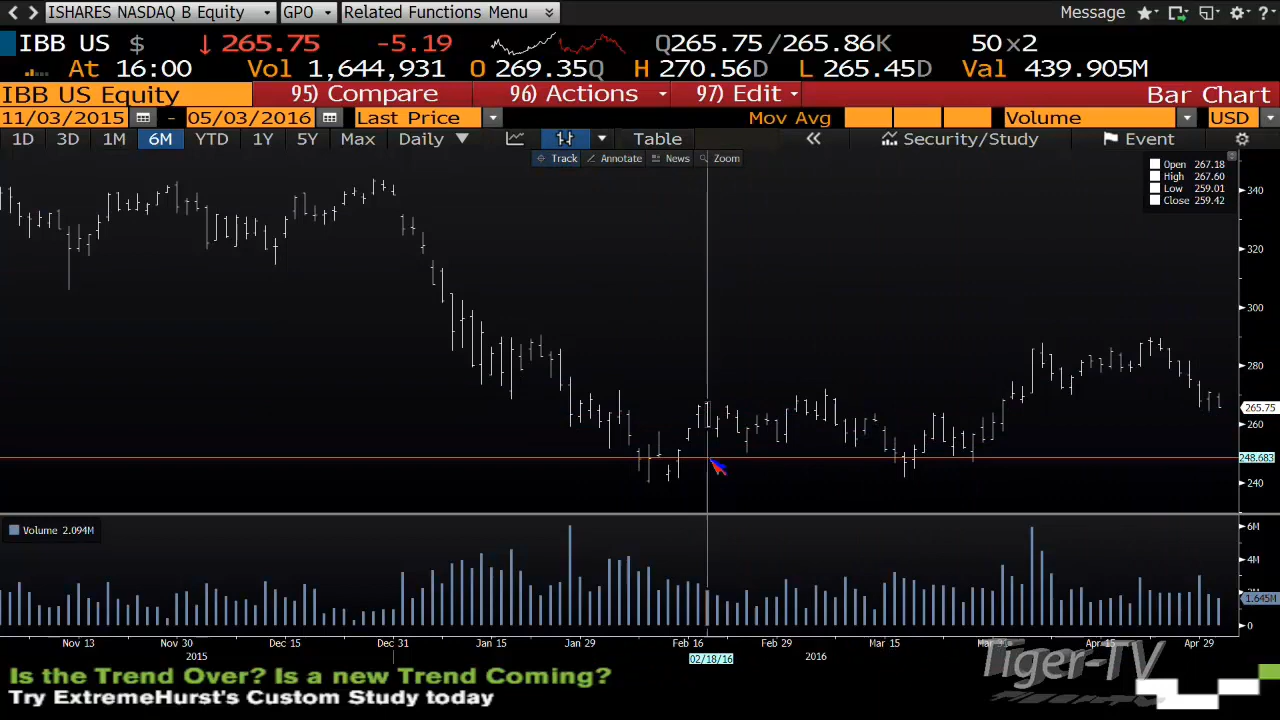 ISHARES NASDAQ B Equity GPO Related Functions Menu Message
IBB US $ ↓ 265.75 -5.19 Q265.75/265.86K 50x2
At 16:00 Vol 1,644,931 O 269.35Q H 270.56D L 265.45D Val 439.905M
IBB US Equity 95) Compare 96) Actions 97) Edit Bar Chart
11/03/2015 - 05/03/2016 Last Price Mov Avg Volume USD
1D 3D 1M 6M YTD 1Y 5Y Max Daily Table Security/Study Event
Track Annotate News Zoom
Open 267.18
High 267.60
Low 259.01
Close 259.42
340
320
300
280
265.75
260
248.683
240
Volume 2.094M
6M
4M
1.645M
0
Nov 13 Nov 30 Dec 15 Dec 31 Jan 15 Jan 29 Feb 16 Feb 29 Mar 15 Apr 15 Apr 29
2015 02/18/16 2016
Tiger-TV
Is the Trend Over? Is a new Trend Coming?
Try ExtremeHurst's Custom Study today